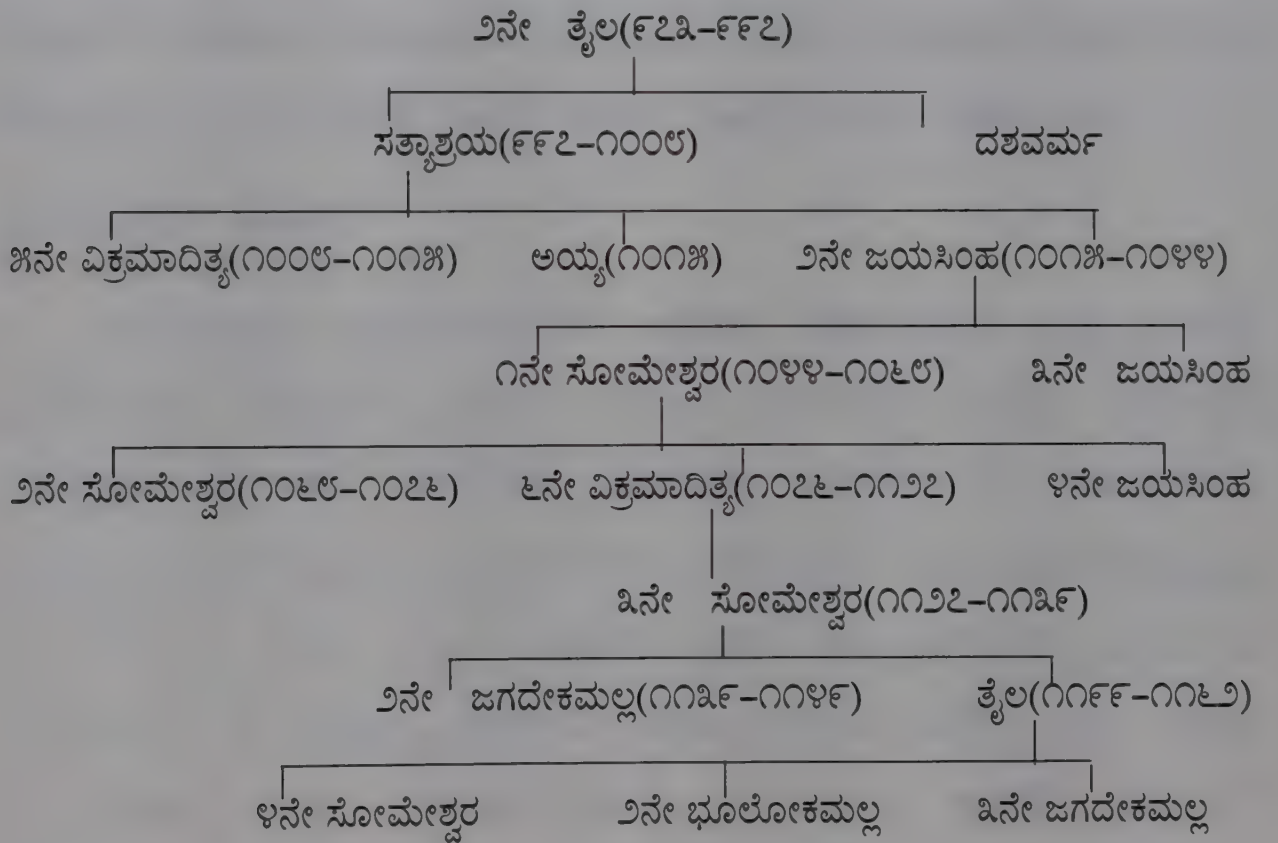 ೨ನೇ ತೈಲ(೯೭೩–೯೯೭)
ಸತ್ಯಾಶ್ರಯ(೯೯೭–೧೦೦೮) ದಶವರ್ಮ
೫ನೇ ವಿಕ್ರಮಾದಿತ್ಯ(೧೦೦೮–೧೦೧೫) ಅಯ್ಯ(೧೦೧೫) ೨ನೇ ಜಯಸಿಂಹ(೧೦೧೫–೧೦೪೪)
೧ನೇ ಸೋಮೇಶ್ವರ(೧೦೪೪–೧೦೬೮) ೩ನೇ ಜಯಸಿಂಹ
೨ನೇ ಸೋಮೇಶ್ವರ(೧೦೬೮–೧೦೭೬) ೬ನೇ ವಿಕ್ರಮಾದಿತ್ಯ(೧೦೭೬–೧೧೨೭) ೪ನೇ ಜಯಸಿಂಹ
೩ನೇ ಸೋಮೇಶ್ವರ(೧೧೨೭–೧೧೩೯)
೨ನೇ ಜಗದೇಕಮಲ್ಲ(೧೧೩೯–೧೧೪೯) ತೈಲ(೧೧೯೯–೧೧೬೨)
೪ನೇ ಸೋಮೇಶ್ವರ ೨ನೇ ಭೂಲೋಕಮಲ್ಲ ೩ನೇ ಜಗದೇಕಮಲ್ಲ